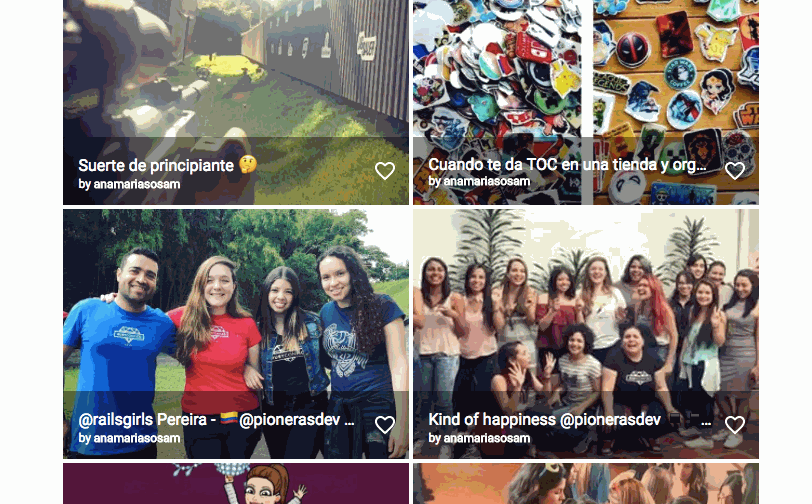 Suerte de principiante 🤔
by anamariasosam
Cuando te da TOC en una tienda y org...
by anamariasosam
@railsgirls Pereira - 🇨🇴 @pionerasdev ...
by anamariasosam
Kind of happiness @pionerasdev ...
by anamariasosam